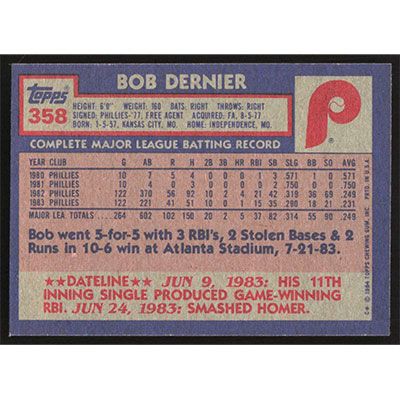 BOB DERNIER
Topps
358
HEIGHT: 6'0" WEIGHT: 160 BATS: RIGHT THROWS: RIGHT
SIGNED: PHILLIES-'77, FREE AGENT ACQUIRED: FA, 8-5-77
BORN: 1-5-57, KANSAS CITY, MO. HOME: INDEPENDENCE, MO.
P
COMPLETE MAJOR LEAGUE BATTING RECORD
YEAR CLUB G AB R H 2B 3B HR RBI SB SLG BB SO AVG
1980 PHILLIES 10 7 5 4 0 0 0 1 3 .571 1 0 .571
1981 PHILLIES 10 4 0 3 0 0 0 0 2 .750 0 0 .750
1982 PHILLIES 122 370 56 92 10 2 4 21 42 .319 36 69 .249
1983 PHILLIES 122 221 41 51 10 0 1 15 35 .290 18 21 .231
MAJOR LEA. TOTALS 264 602 102 150 20 2 5 36 82 .314 55 90 .249
Bob went 5-for-5 with 3 RBI's, 2 Stolen Bases & 2
Runs in 10-6 win at Atlanta Stadium, 7-21-83.
★★DATELINE★★ JUN 9, 1983: HIS 11TH
INNING SINGLE PRODUCED GAME-WINNING
RBI. JUN 24, 1983: SMASHED HOMER.
© 1984 TOPPS CHEWING GUM, INC. PRTD. IN U.S.A.